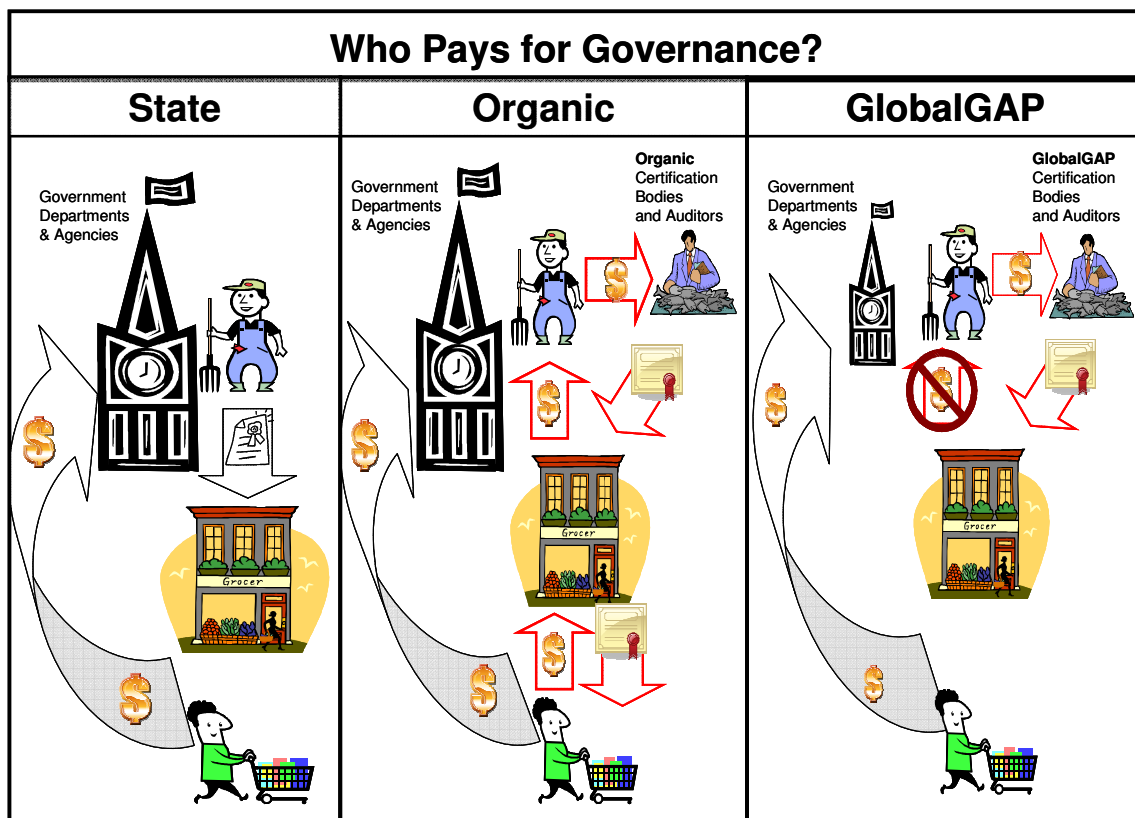 Who Pays for Governance?
State
Organic
GlobalGAP
Government
Departments
& Agencies
$
$
Grocer
Government
Departments
& Agencies
Organic
Certification
Bodies
and Auditors
$
$
$
Grocer
$
$
Government
Departments
& Agencies
GlobalGAP
Certification
Bodies
and Auditors
$
$
$
Grocer
$